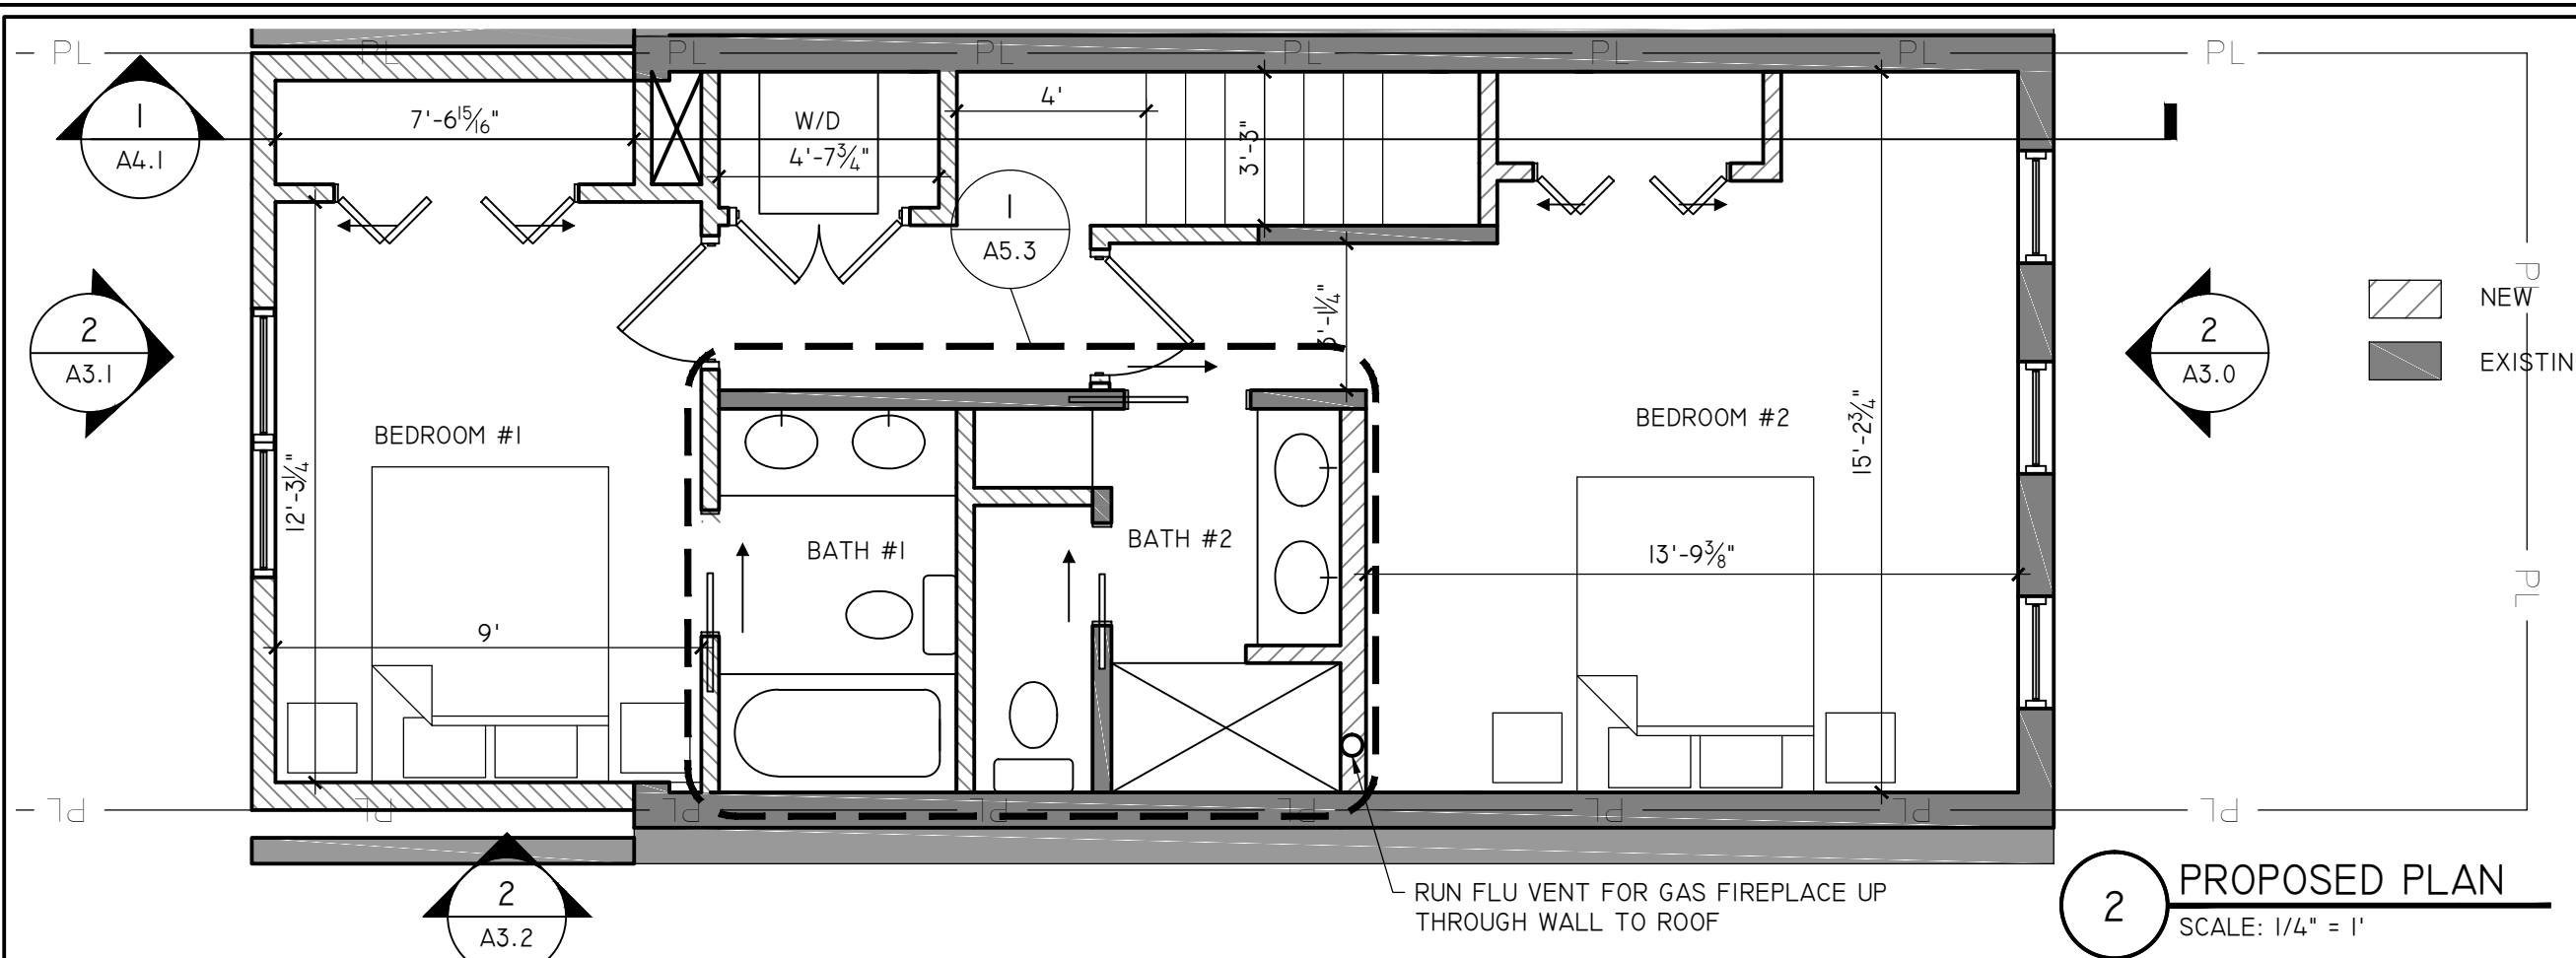 PL PL PL PL PL PL PL PL
1
A4.1
7'-6 15/16"
W/D
4'-7 3/4"
4'
3'-3"
1
A5.3
2
A3.1
BEDROOM #1
12'-3 1/4"
9'
BATH #1
BATH #2
BEDROOM #2
15'-2 3/4"
13'-9 3/8"
2
A3.0
PL
NEW
EXISTIN
PL
PL PL PL PL PL PL PL PL
2
A3.2
RUN FLU VENT FOR GAS FIREPLACE UP
THROUGH WALL TO ROOF
2
PROPOSED PLAN
SCALE: 1/4" = 1'